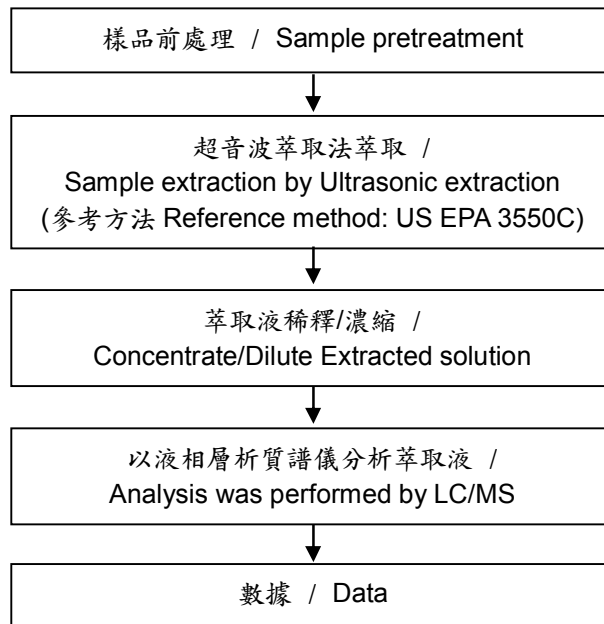 樣品前處理 / Sample pretreatment
超音波萃取法萃取 /
Sample extraction by Ultrasonic extraction
(參考方法 Reference method: US EPA 3550C)
萃取液稀釋/濃縮 /
Concentrate/Dilute Extracted solution
以液相層析質譜儀分析萃取液 /
Analysis was performed by LC/MS
數據 / Data